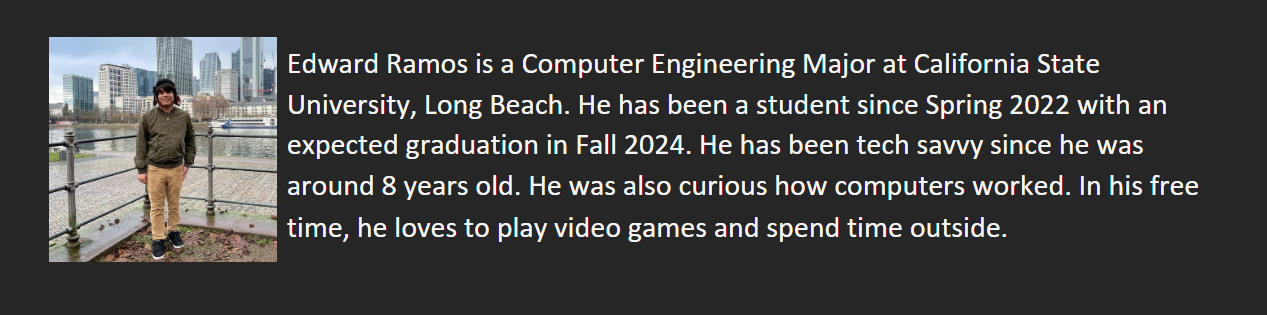 Edward Ramos is a Computer Engineering Major at California State
University, Long Beach. He has been a student since Spring 2022 with an
expected graduation in Fall 2024. He has been tech savvy since he was
around 8 years old. He was also curious how computers worked. In his free
time, he loves to play video games and spend time outside.